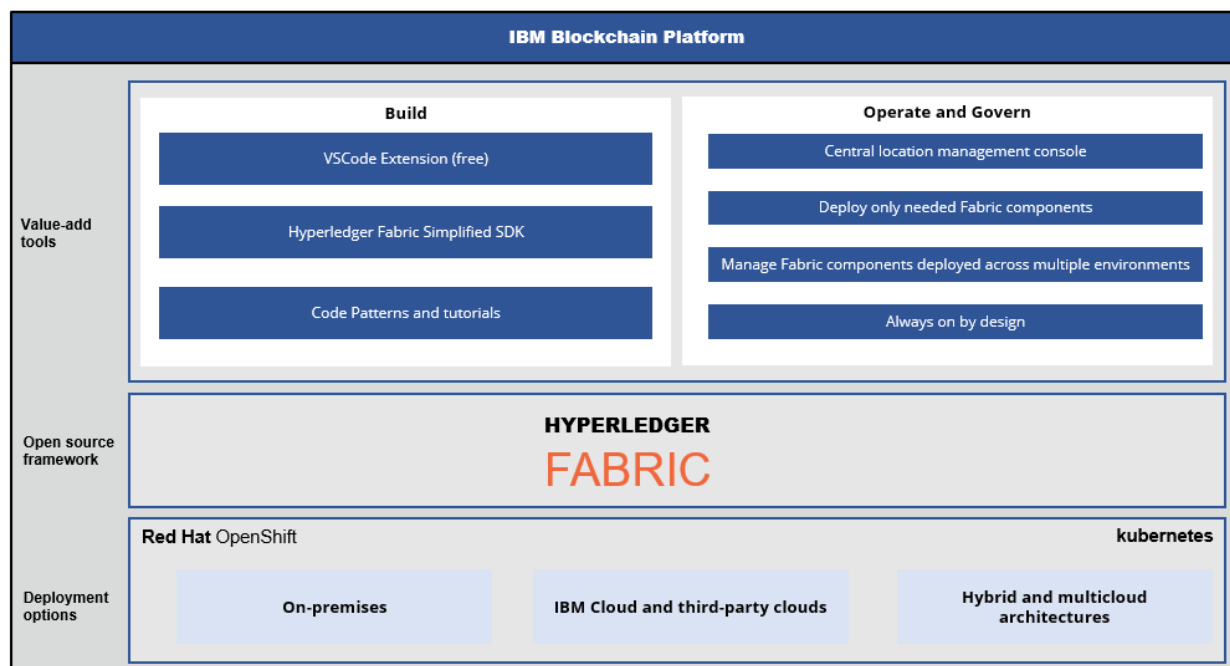 IBM Blockchain Platform
Value-add
tools
Build
VSCode Extension (free)
Hyperledger Fabric Simplified SDK
Code Patterns and tutorials
Operate and Govern
Central location management console
Deploy only needed Fabric components
Manage Fabric components deployed across multiple environments
Always on by design
Open source
framework
HYPERLEDGER
FABRIC
Deployment
options
Red Hat OpenShift
kubernetes
On-premises
IBM Cloud and third-party clouds
Hybrid and multicloud
architectures